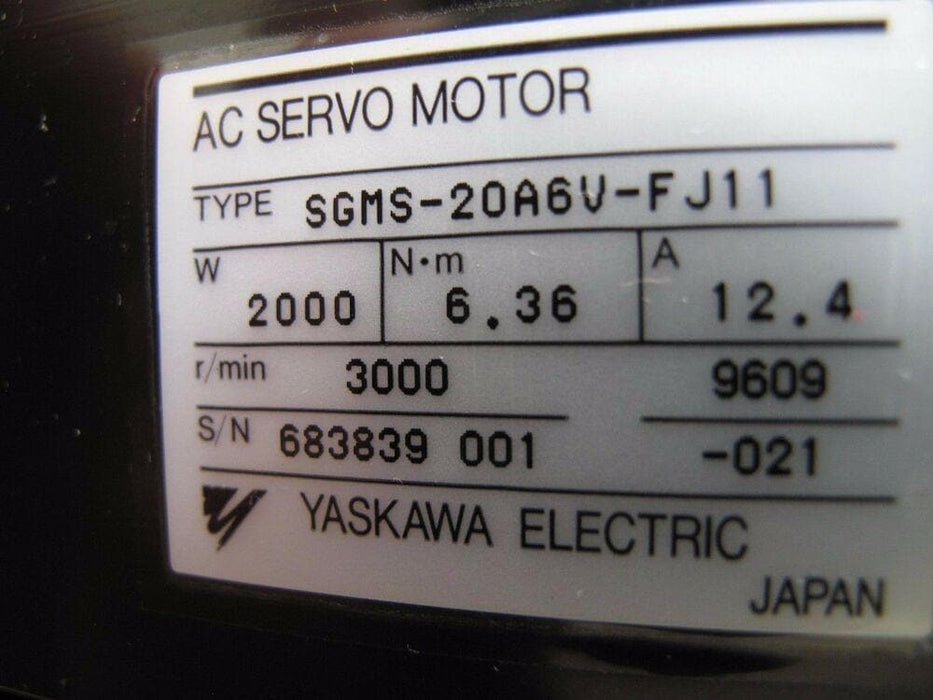 AC SERVO MOTOR
TYPE SGMS-20A6V-FJ11
W 2000 N·m 6.36 A 12.4
r/min 3000 9609
S/N 683839 001 -021
YASKAWA ELECTRIC
JAPAN